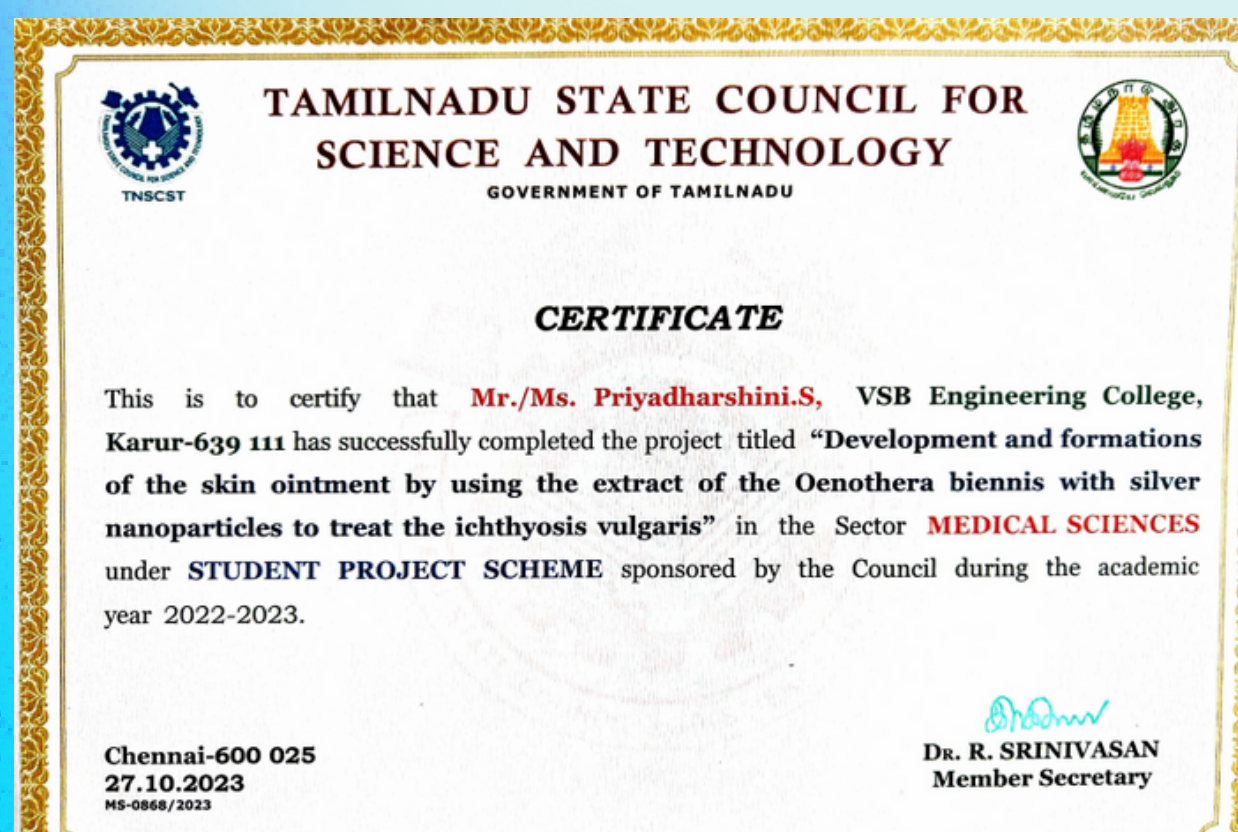 TAMILNADU STATE COUNCIL FOR
SCIENCE AND TECHNOLOGY
GOVERNMENT OF TAMILNADU
TNSCST
CERTIFICATE
This is to certify that Mr./Ms. Priyadharshini.S, VSB Engineering College,
Karur-639 111 has successfully completed the project titled “Development and formations
of the skin ointment by using the extract of the Oenothera biennis with silver
nanoparticles to treat the ichthyosis vulgaris” in the Sector MEDICAL SCIENCES
under STUDENT PROJECT SCHEME sponsored by the Council during the academic
year 2022-2023.
Chennai-600 025
27.10.2023
MS-0868/2023
DR. R. SRINIVASAN
Member Secretary